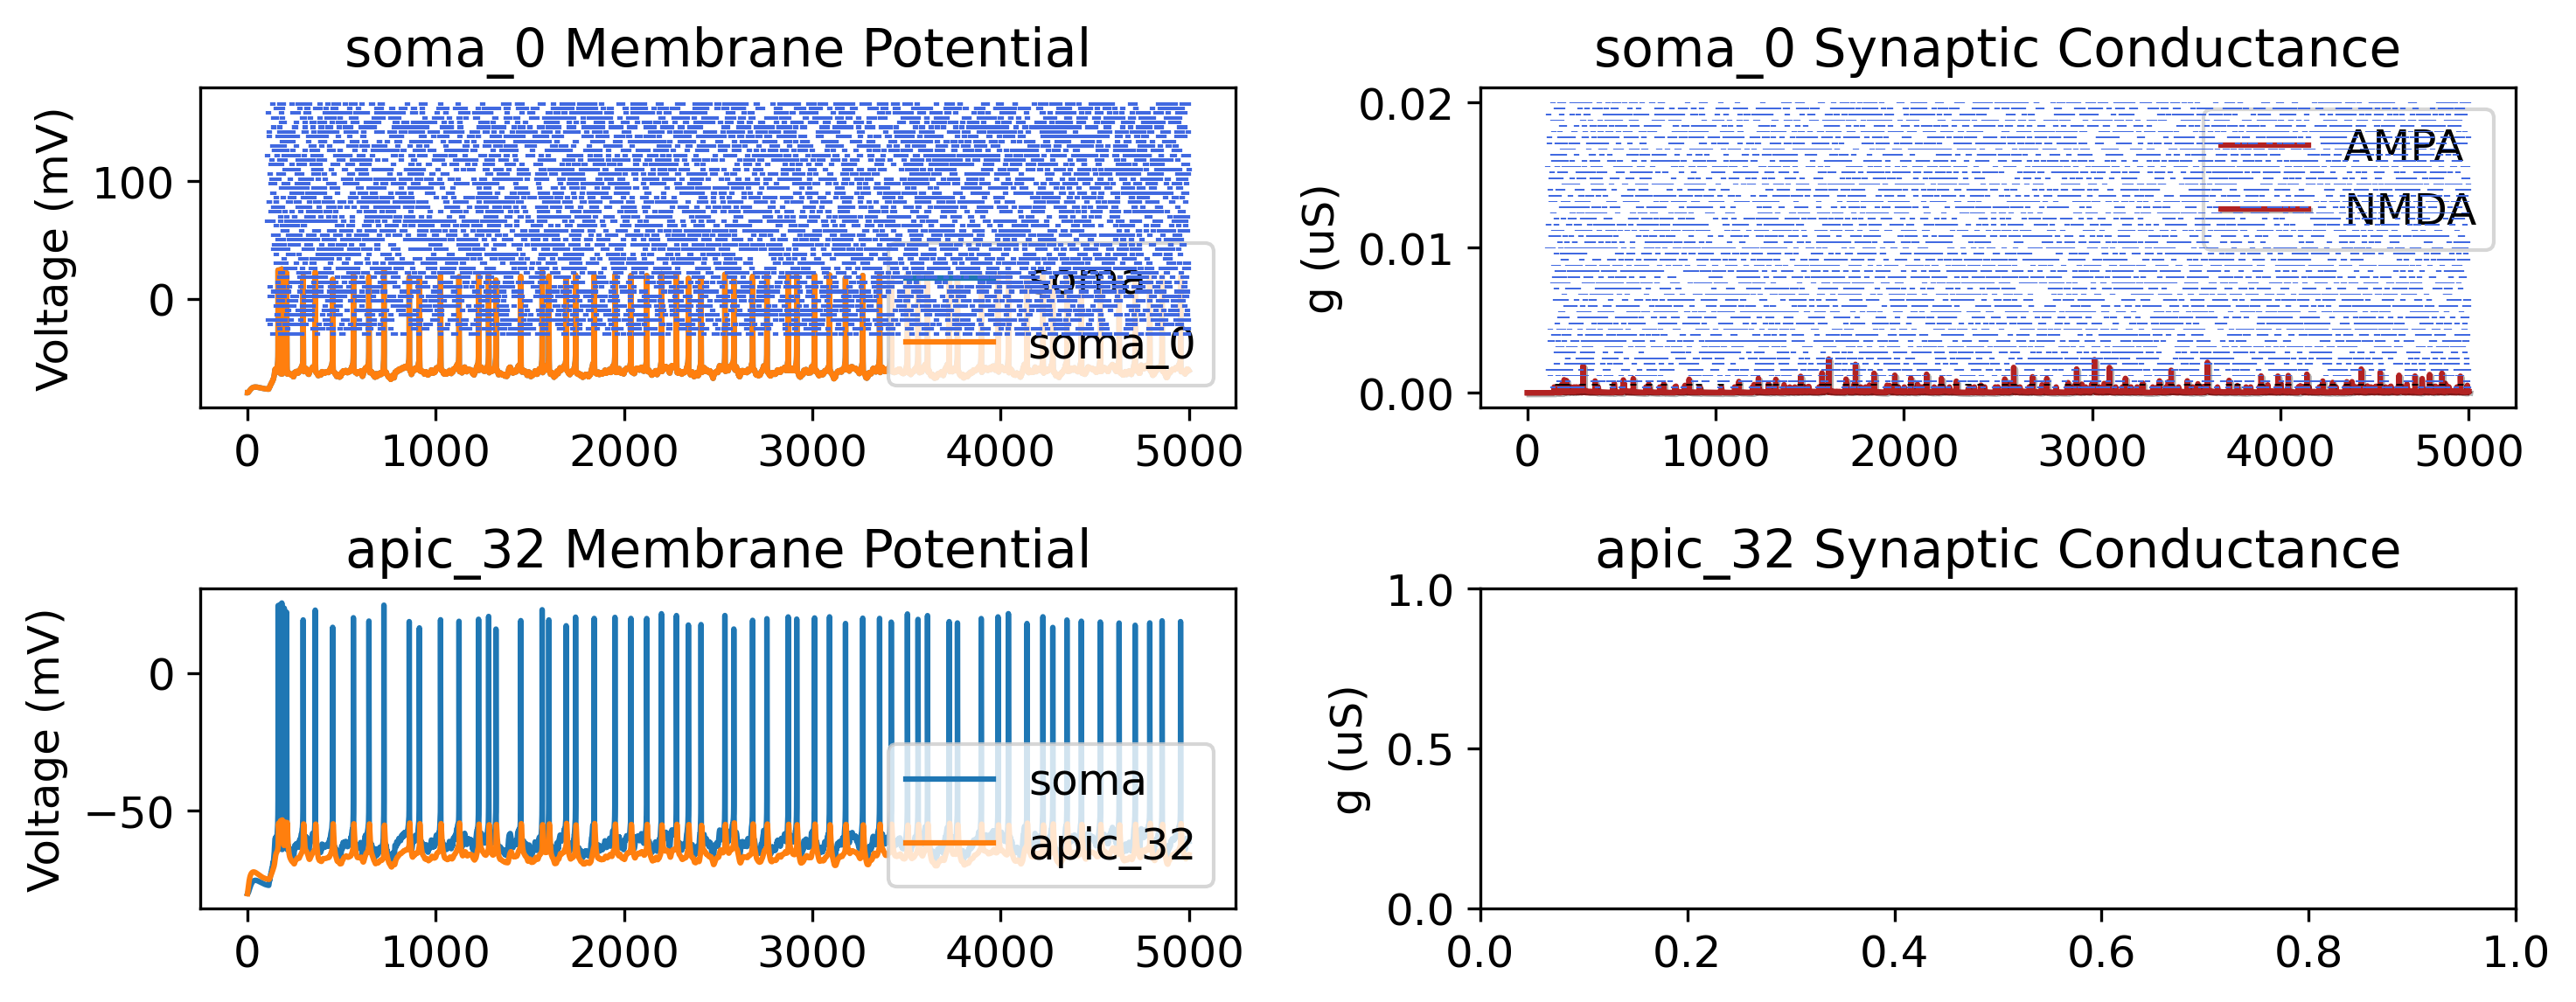 soma_0 Membrane Potential
Voltage (mV)
100
0
soma
soma_0
0 1000 2000 3000 4000 5000
soma_0 Synaptic Conductance
g (uS)
0.02
0.01
0.00
AMPA
NMDA
0 1000 2000 3000 4000 5000
apic_32 Membrane Potential
Voltage (mV)
0
−50
soma
apic_32
0 1000 2000 3000 4000 5000
apic_32 Synaptic Conductance
g (uS)
1.0
0.5
0.0
0.0 0.2 0.4 0.6 0.8 1.0